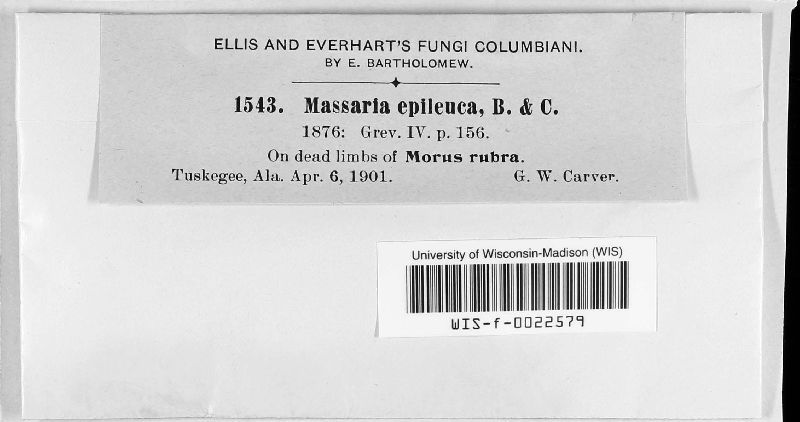 ELLIS AND EVERHART'S FUNGI COLUMBIANI.
BY E. BARTHOLOMEW.
1543. Massaria epileuca, B. & C.
1876: Grev. IV. p. 156.
On dead limbs of Morus rubra.
Tuskegee, Ala. Apr. 6, 1901. G. W. Carver.
University of Wisconsin-Madison (WIS)
WIS-f-0022579